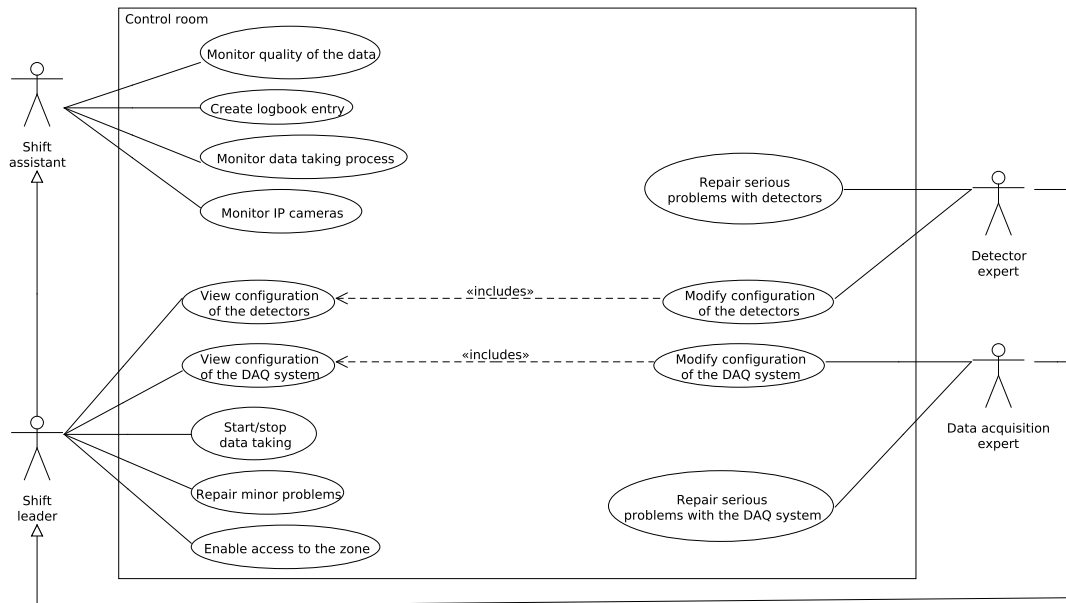 Control room
Monitor quality of the data
Create logbook entry
Monitor data taking process
Monitor IP cameras
Shift
assistant
Repair serious
problems with detectors
Detector
expert
View configuration
of the detectors
«includes»
Modify configuration
of the detectors
View configuration
of the DAQ system
«includes»
Modify configuration
of the DAQ system
Data acquisition
expert
Start/stop
data taking
Repair minor problems
Enable access to the zone
Shift
leader
Repair serious
problems with the DAQ system